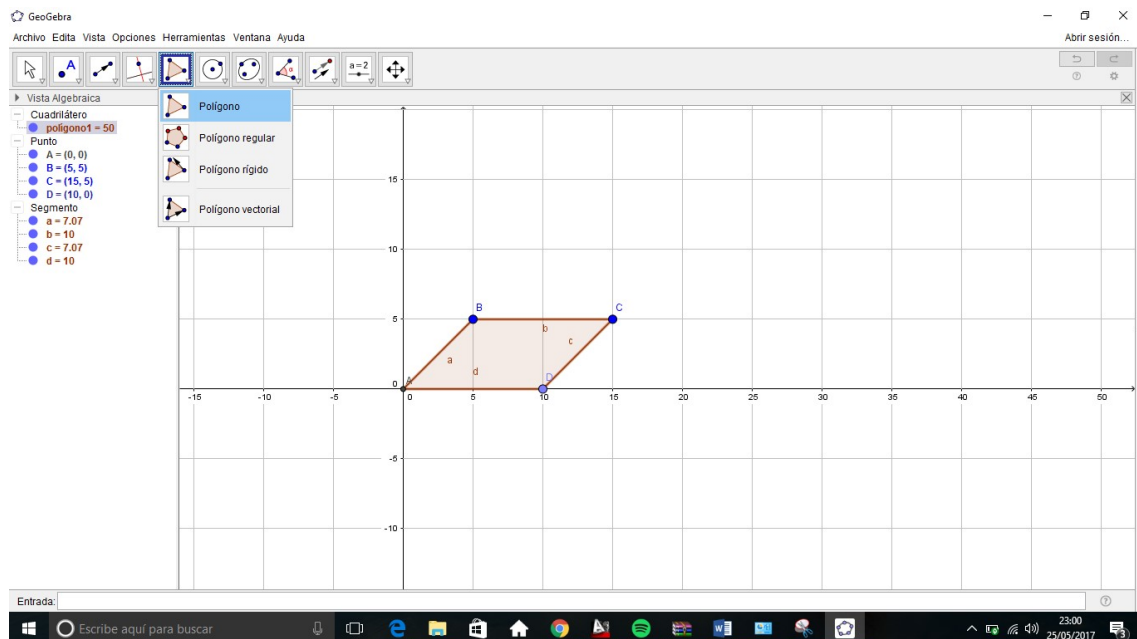 GeoGebra
Archivo Edita Vista Opciones Herramientas Ventana Ayuda
Abrir sesión...
A
α
a=2
Vista Algebraica
Cuadrilátero
polígono1 = 50
Punto
A = (0, 0)
B = (5, 5)
C = (15, 5)
D = (10, 0)
Segmento
a = 7.07
b = 10
c = 7.07
d = 10
Polígono
Polígono regular
Polígono rígido
Polígono vectorial
15
10
B
C
5
b
c
a
d
D
0
A
-15 -10 -5 0 5 10 15 20 25 30 35 40 45 50
-5
-10
Entrada:
Escribe aquí para buscar
23:00
25/05/2017